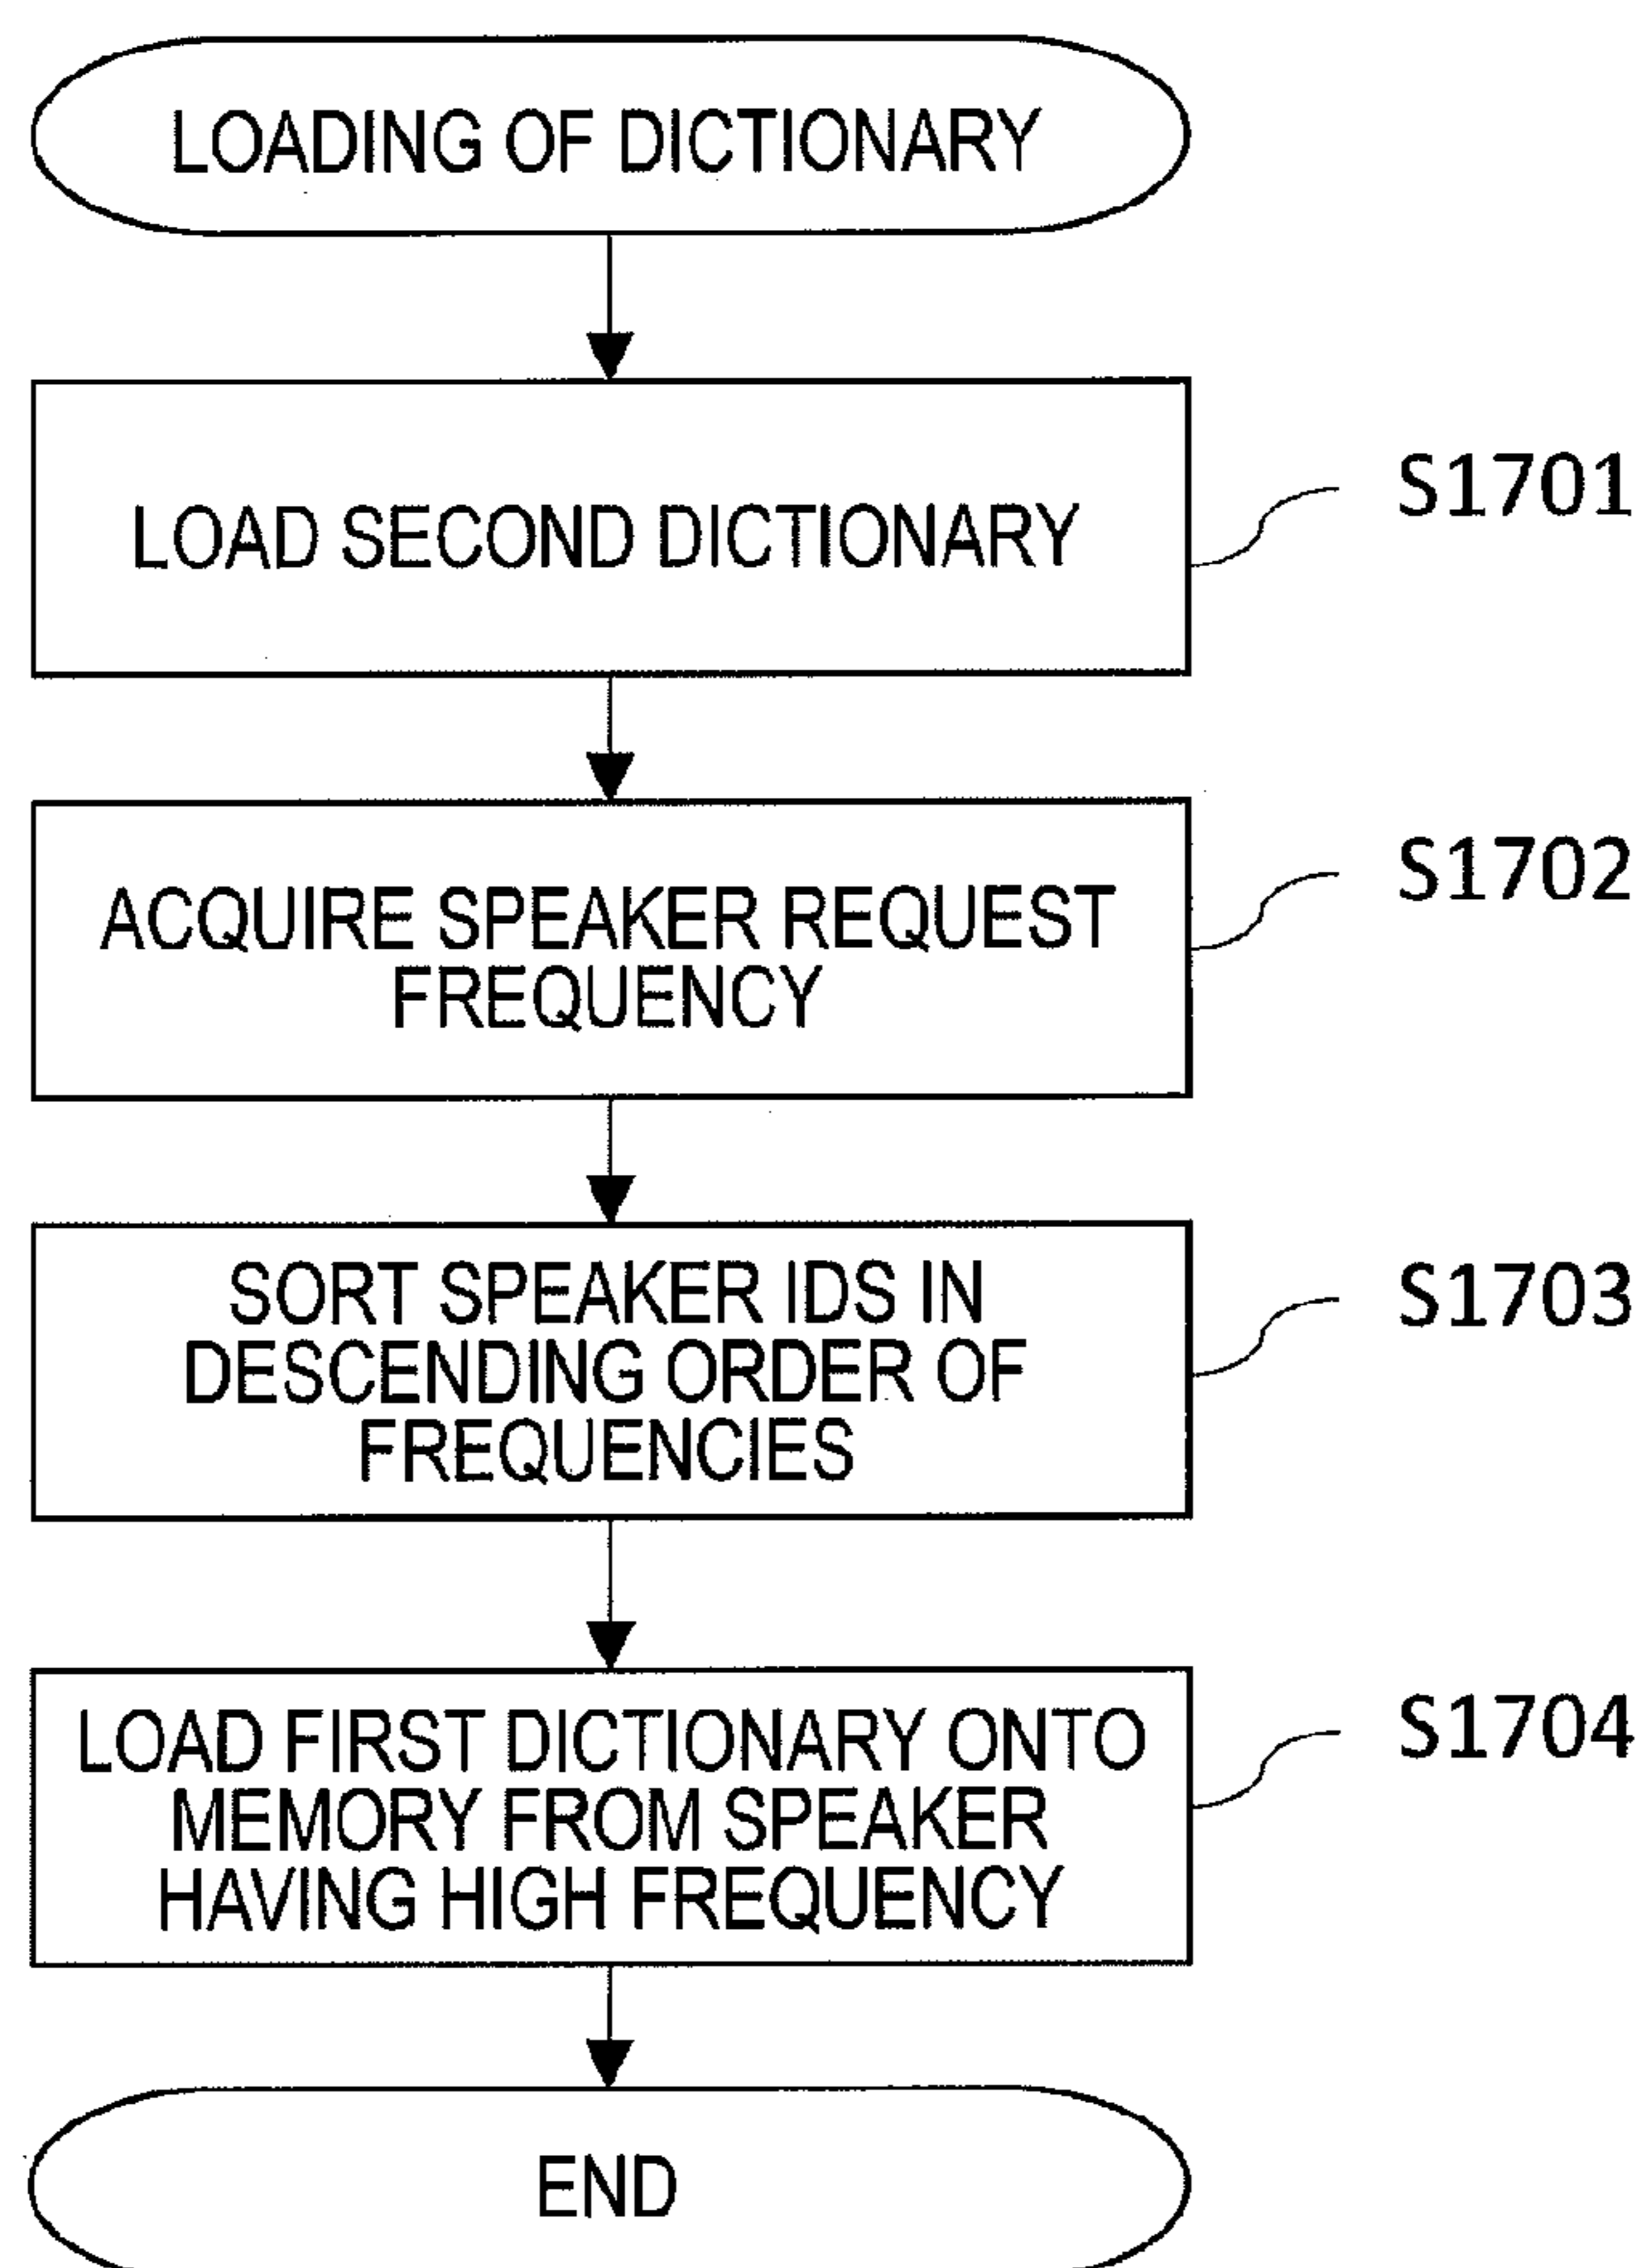 LOADING OF DICTIONARY
LOAD SECOND DICTIONARY
S1701
ACQUIRE SPEAKER REQUEST
FREQUENCY
S1702
SORT SPEAKER IDS IN
DESCENDING ORDER OF
FREQUENCIES
S1703
LOAD FIRST DICTIONARY ONTO
MEMORY FROM SPEAKER
HAVING HIGH FREQUENCY
S1704
END